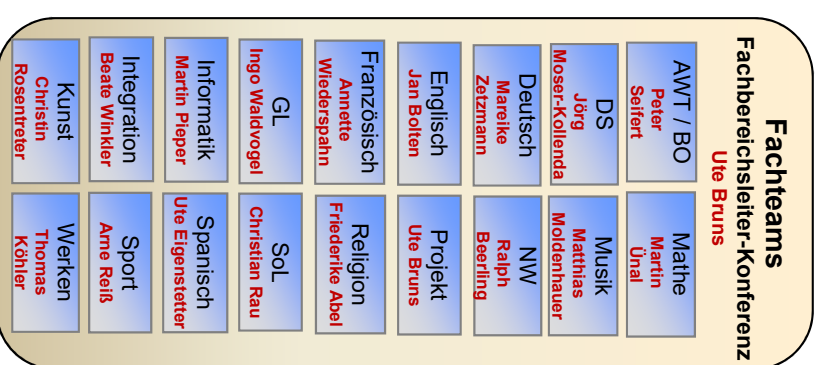 Fachteams
Fachbereichsleiter-Konferenz
Ute Bruns
AWT / BO
Peter
Seifert
Mathe
Martin
Ünal
DS
Jörg
Moser-Kollenda
Musik
Matthias
Moldenhauer
Deutsch
Mareike
Zetzmann
NW
Ralph
Beerling
Englisch
Jan Bolten
Projekt
Ute Bruns
Französisch
Annette
Wiederspahn
Religion
Friederike Abel
GL
Ingo Waldvogel
SoL
Christian Rau
Informatik
Martin Pieper
Spanisch
Ute Eigenstetter
Integration
Beate Winkler
Sport
Arne Reiß
Kunst
Christin
Rosentreter
Werken
Thomas
Köhler